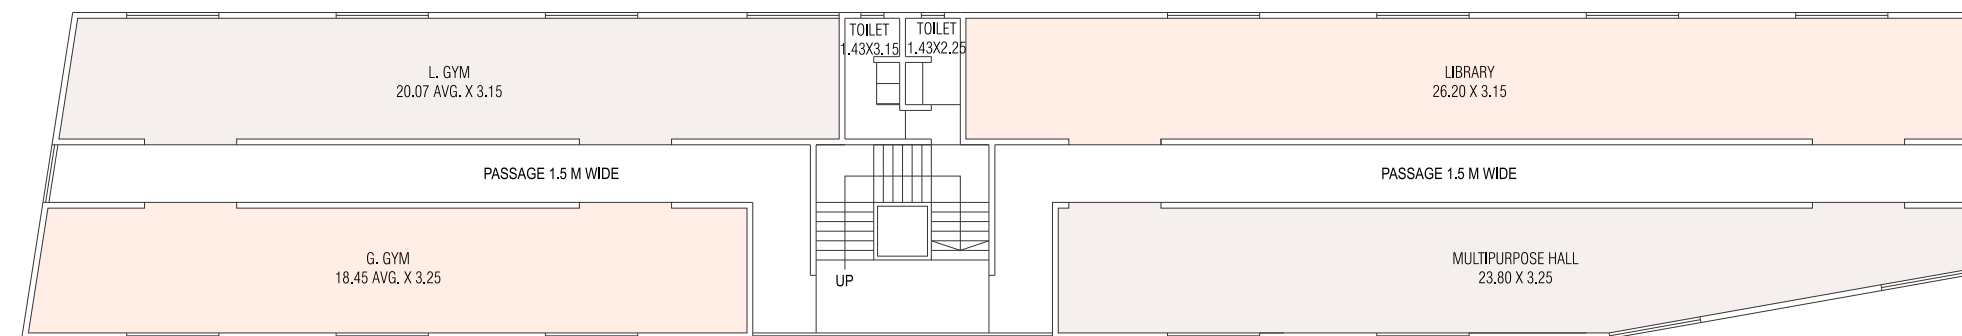 TOILET
1.43X3.15
TOILET
1.43X2.25
L. GYM
20.07 AVG. X 3.15
LIBRARY
26.20 X 3.15
PASSAGE 1.5 M WIDE
PASSAGE 1.5 M WIDE
G. GYM
18.45 AVG. X 3.25
UP
MULTIPURPOSE HALL
23.80 X 3.25